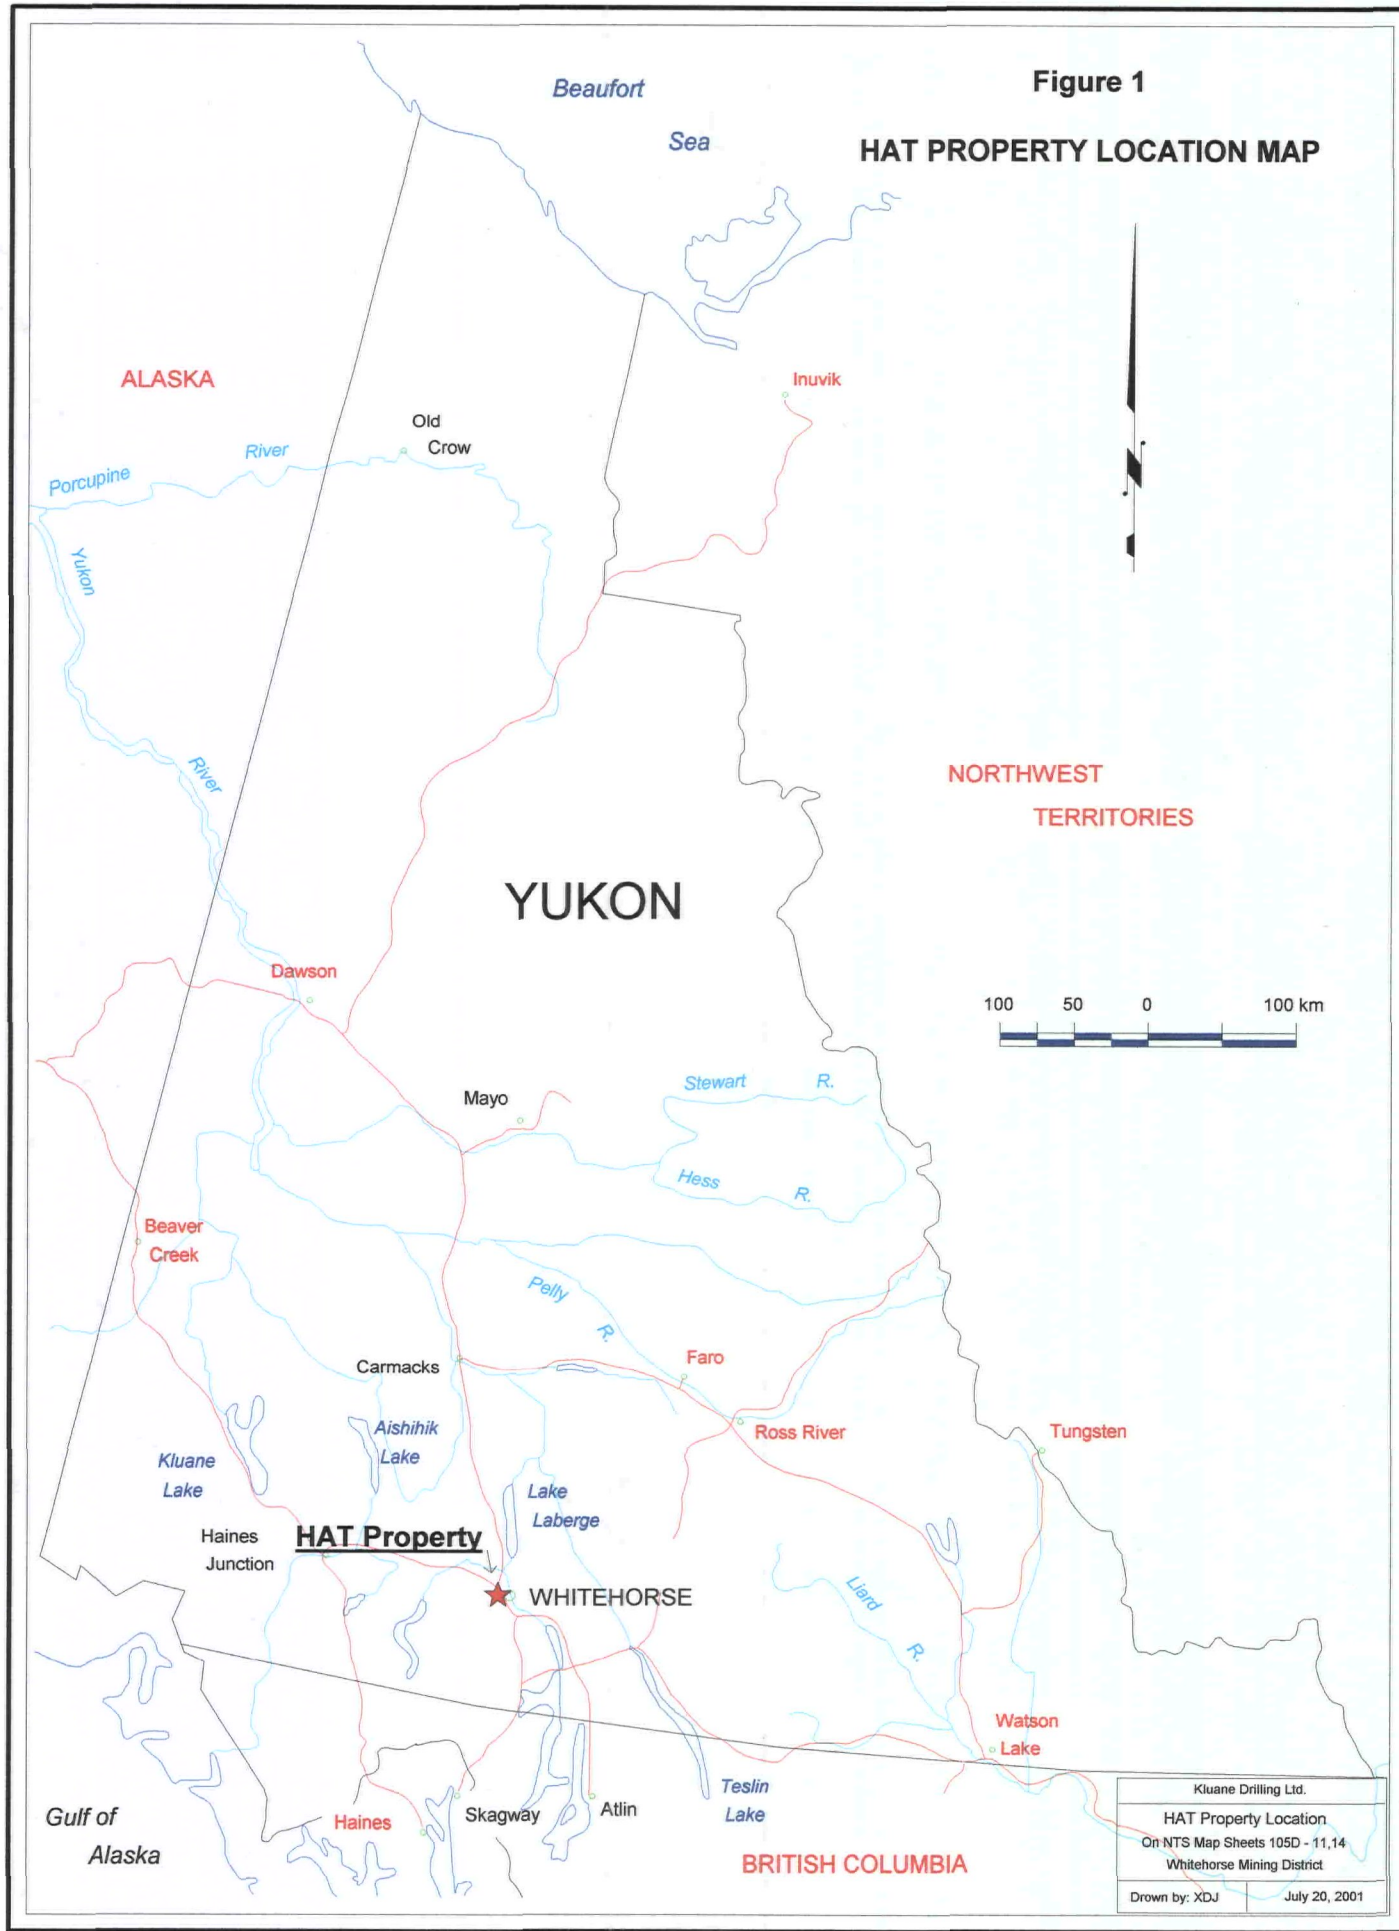 Figure 1
HAT PROPERTY LOCATION MAP
Beaufort
Sea
ALASKA
Inuvik
Old
Crow
Porcupine
River
Yukon
River
NORTHWEST
TERRITORIES
YUKON
Dawson
100 50 0 100 km
Mayo
Stewart R.
Hess R.
Beaver
Creek
Pelly
R.
Carmacks
Faro
Ross River
Tungsten
Aishihik
Lake
Kluane
Lake
Lake
Laberge
Haines
Junction
HAT Property
WHITEHORSE
Liard
R.
Watson
Lake
Teslin
Lake
Gulf of
Alaska
Haines
Skagway
Atlin
BRITISH COLUMBIA
Kluane Drilling Ltd.
HAT Property Location
On NTS Map Sheets 105D - 11,14
Whitehorse Mining District
Drown by: XDJ
July 20, 2001